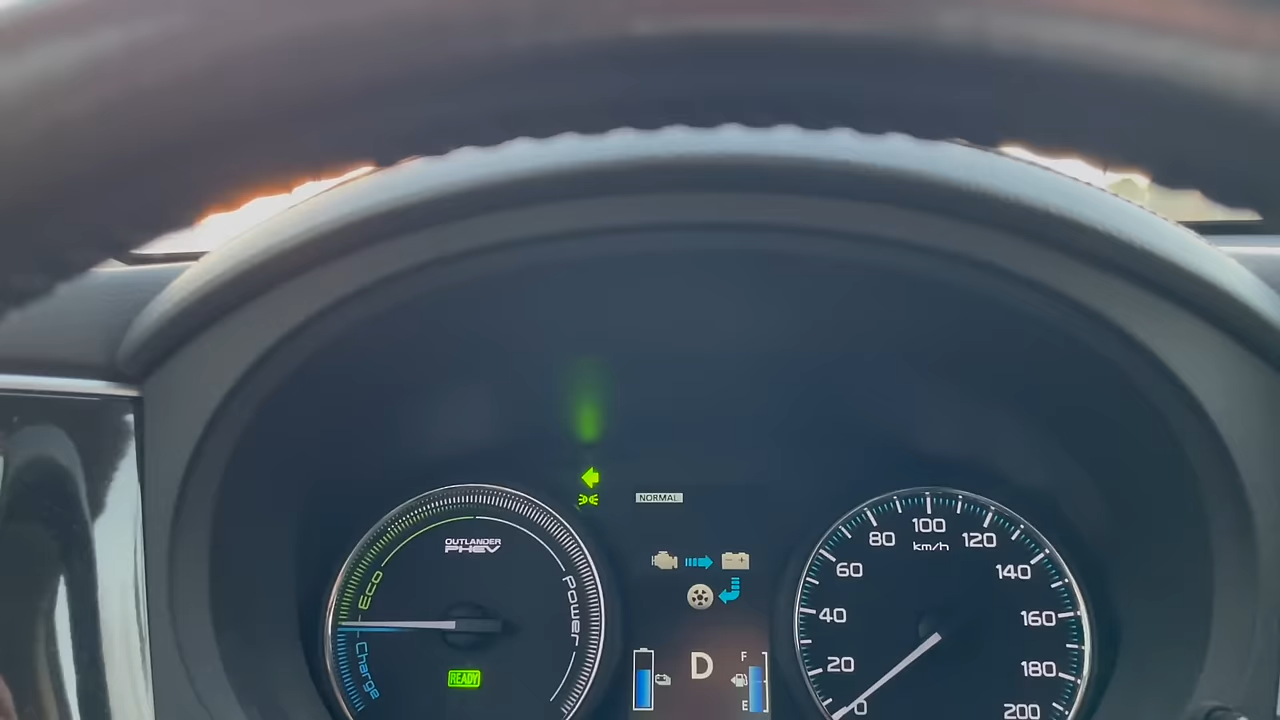 NORMAL
OUTLANDER
PHEV
Eco
Power
Charge
READY
D
F
E
0
20
40
60
80
100
120
140
160
180
200
km/h